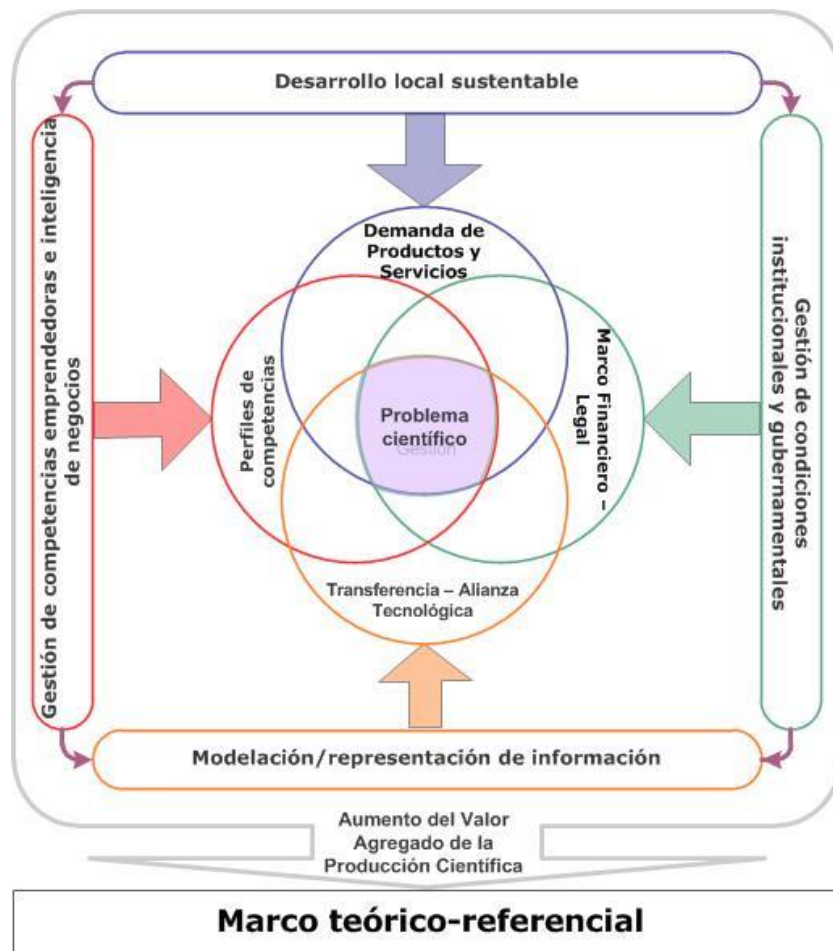 Desarrollo local sustentable
Gestión de competencias emprendedoras e inteligencia
de negocios
Demanda de
Productos y
Servicios
Perfiles de
competencias
Problema
científico
Gestión
Marco Financiero –
Legal
Gestión de condiciones
institucionales y gubernamentales
Transferencia – Alianza
Tecnológica
Modelación/representación de información
Aumento del Valor
Agregado de la
Producción Científica
Marco teórico-referencial